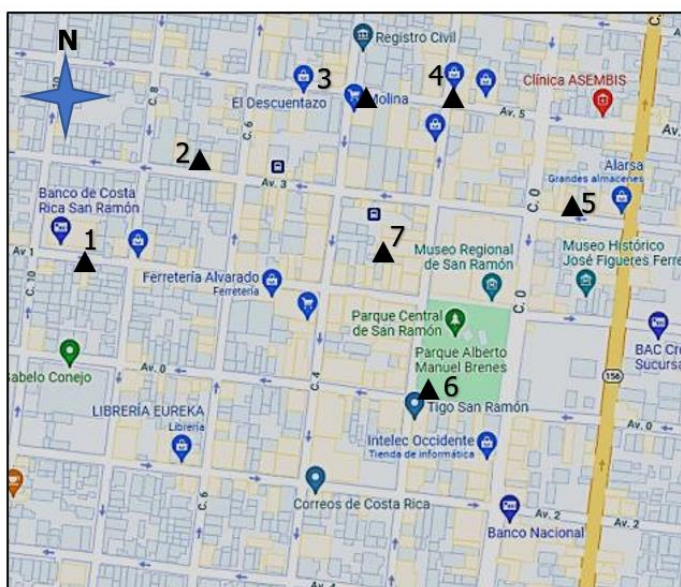 N
3
Registro Civil
4
El Descuentazo
Molina
Clínica ASEMBIS
Av. 5
C. 8
C. 6
2
Av. 3
Alarsa
Grandes almacenes
C. 0
5
Banco de Costa
Rica San Ramón
1
7
Museo Regional
de San Ramón
Museo Histórico
José Figueres Ferre
Av 1
C. 10
Ferretería Alvarado
Ferretería
C. 0
Parque Central
de San Ramón
BAC Cre
Sucursa
Av. 0
Parque Alberto
Manuel Brenes
156
C. 4
6
Tigo San Ramón
LIBRERÍA EUREKA
Librería
Av. 0
Intelec Occidente
Tienda de informática
C. 6
Correos de Costa Rica
Av. 2
Av. 2
Banco Nacional